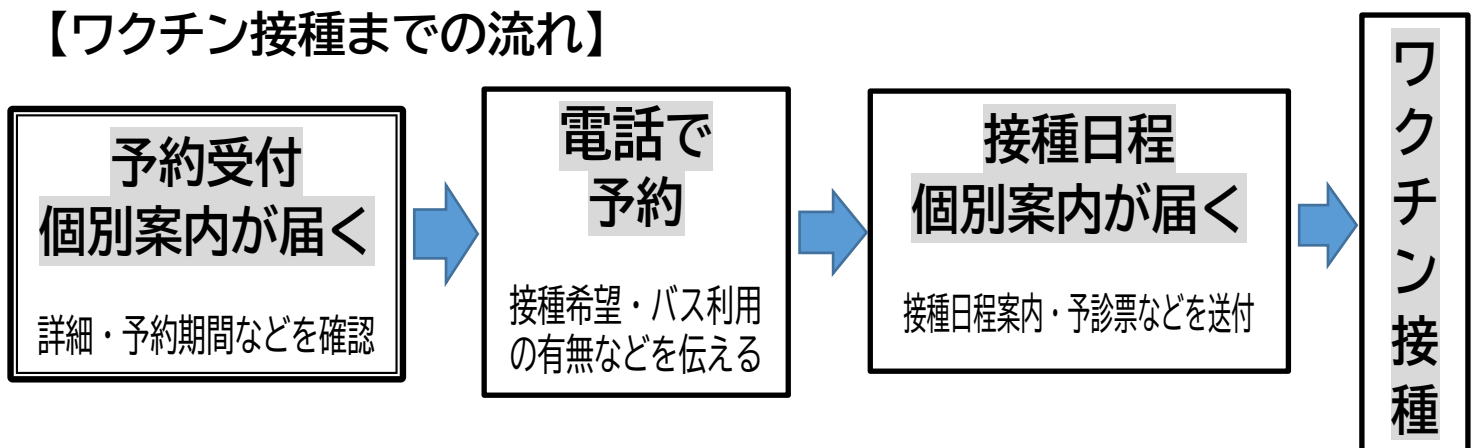 【ワクチン接種までの流れ】
予約受付
個別案内が届く
詳細・予約期間などを確認
電話で
予約
接種希望・バス利用
の有無などを伝える
接種日程
個別案内が届く
接種日程案内・予診票などを送付
ワクチン接種